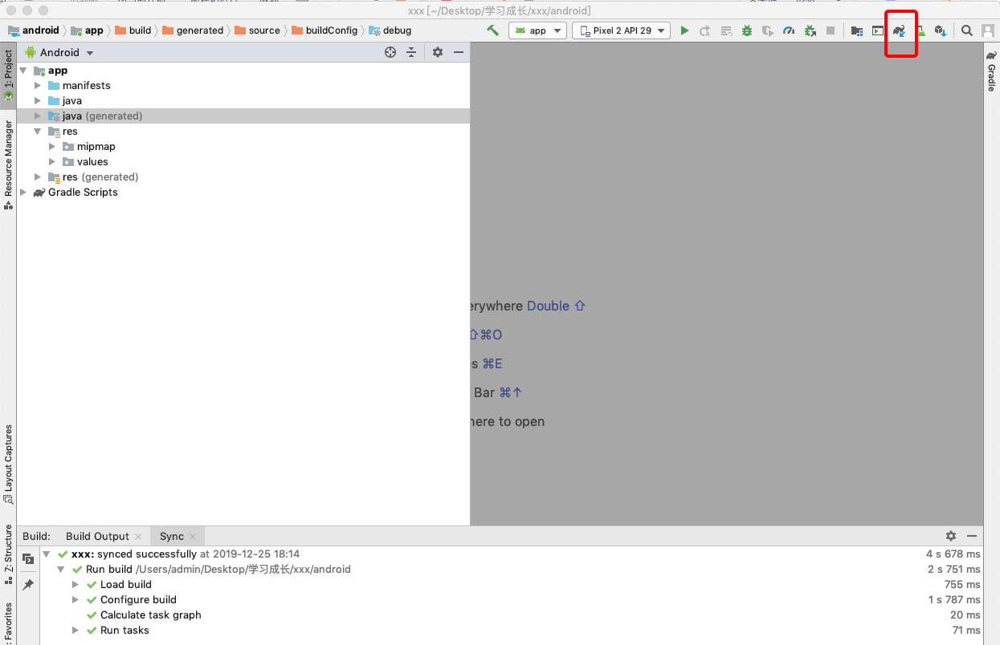 xxx [~/Desktop/学习成长/xxx/android]
android app build generated source buildConfig debug app Pixel 2 API 29
1: Project
Resource Manager
Layout Captures
Z: Structure
: Favorites
Android
app
manifests
java
java (generated)
res
mipmap
values
res (generated)
Gradle Scripts
erywhere Double ⇧
⇧⌘O
s ⌘E
Bar ⌘↑
here to open
Gradle
Build: Build Output Sync
xxx: synced successfully at 2019-12-25 18:14 4 s 678 ms
Run build /Users/admin/Desktop/学习成长/xxx/android 2 s 751 ms
Load build 755 ms
Configure build 1 s 787 ms
Calculate task graph 20 ms
Run tasks 71 ms